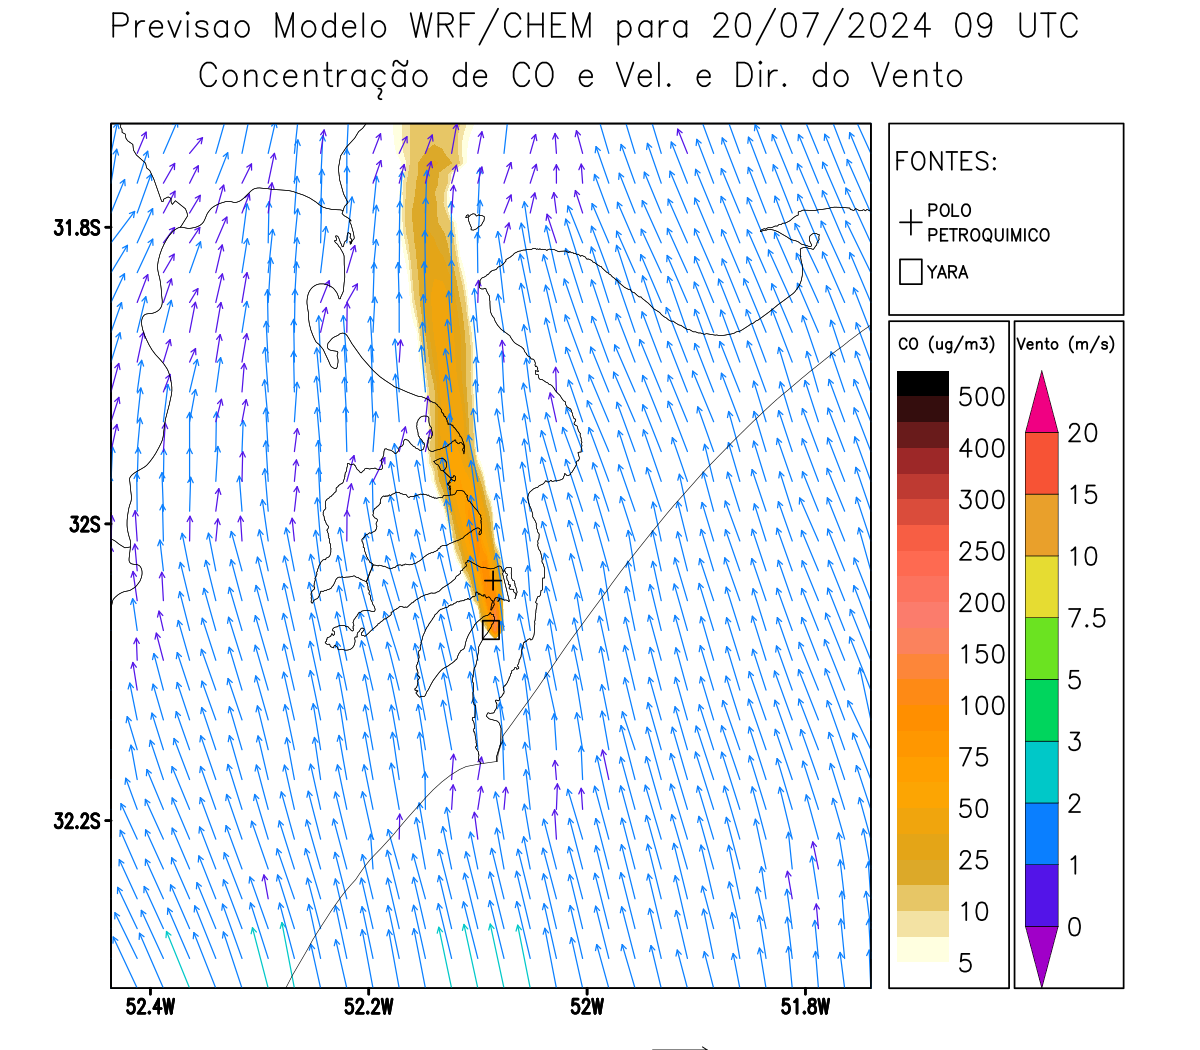 Previsao Modelo WRF/CHEM para 20/07/2024 09 UTC
Concentração de CO e Vel. e Dir. do Vento
FONTES:
POLO
PETROQUIMICO
YARA
31.8S
32S
32.2S
52.4W
52.2W
52W
51.8W
CO (ug/m3)
500
400
300
250
200
150
100
75
50
25
10
5
Vento (m/s)
20
15
10
7.5
5
3
2
1
0